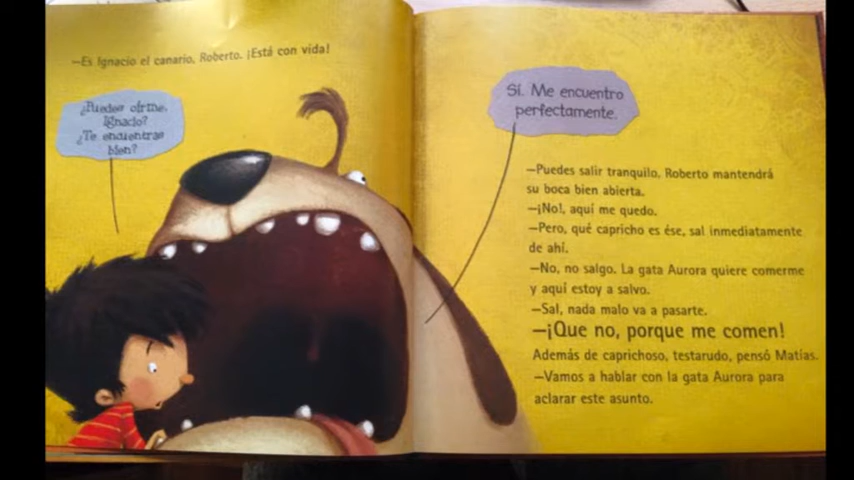 —Es Ignacio el canario, Roberto. ¡Está con vida!
¿Puedes oírme,
Ignacio?
¿Te encuentras
bien?
Sí. Me encuentro
perfectamente.
—Puedes salir tranquilo, Roberto mantendrá
su boca bien abierta.
—¡No!, aquí me quedo.
—Pero, qué capricho es ése, sal inmediatamente
de ahí.
—No, no salgo. La gata Aurora quiere comerme
y aquí estoy a salvo.
—Sal, nada malo va a pasarte.
—¡Que no, porque me comen!
Además de caprichoso, testarudo, pensó Matías.
—Vamos a hablar con la gata Aurora para
aclarar este asunto.